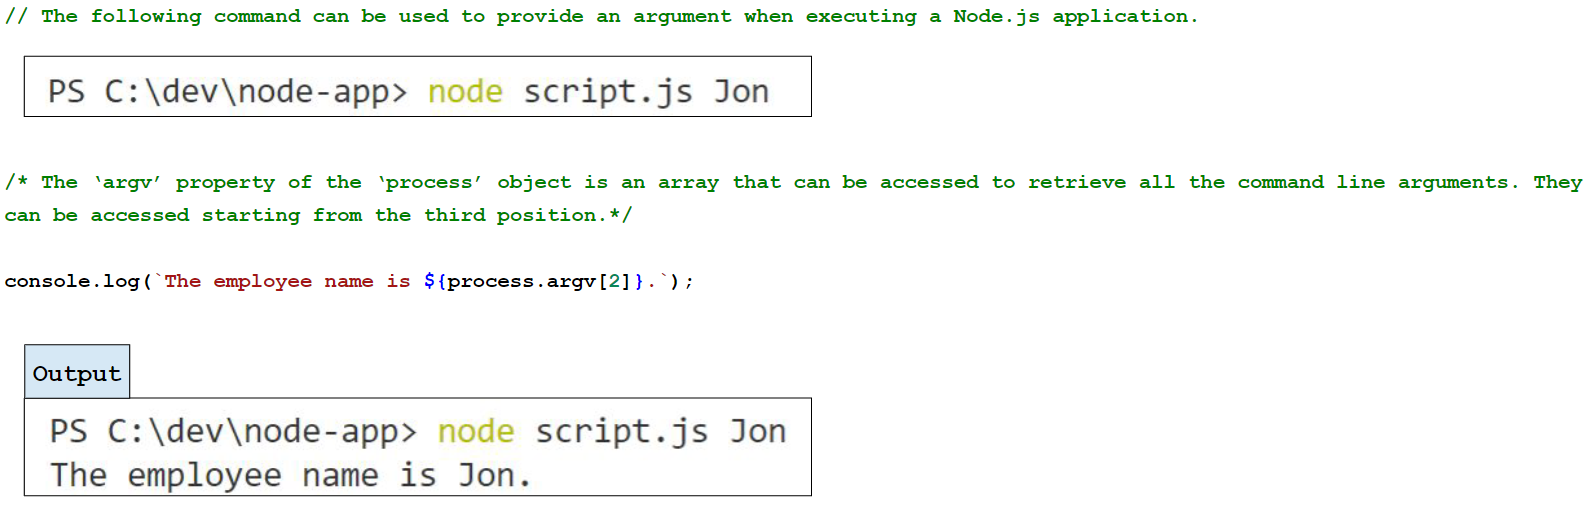 // The following command can be used to provide an argument when executing a Node.js application.
PS C:\dev\node-app> node script.js Jon
/* The ‘argv’ property of the ‘process’ object is an array that can be accessed to retrieve all the command line arguments. They
can be accessed starting from the third position.*/
console.log(`The employee name is ${process.argv[2]}.`);
Output
PS C:\dev\node-app> node script.js Jon
The employee name is Jon.